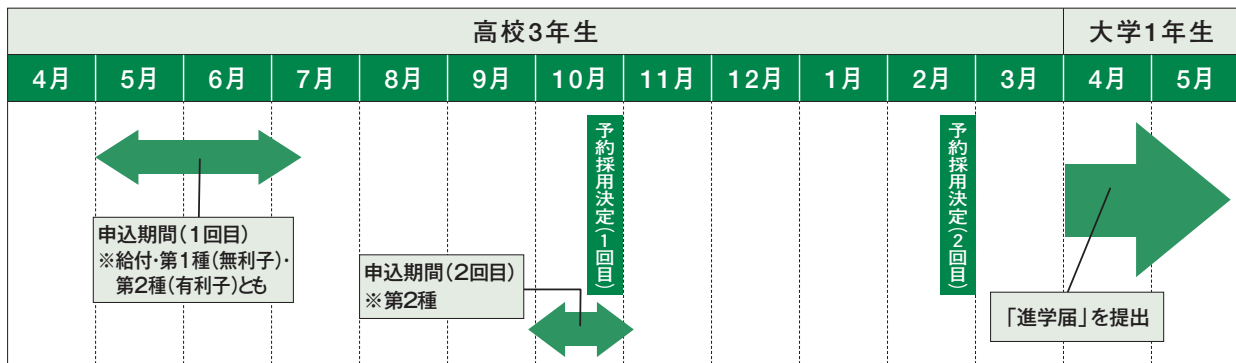 高校3年生 大学1年生
4月 5月 6月 7月 8月 9月 10月 11月 12月 1月 2月 3月 4月 5月
予約採用決定(1回目)
予約採用決定(2回目)
申込期間(1回目)
※給付・第1種(無利子)・
第2種(有利子)とも
申込期間(2回目)
※第2種
「進学届」を提出